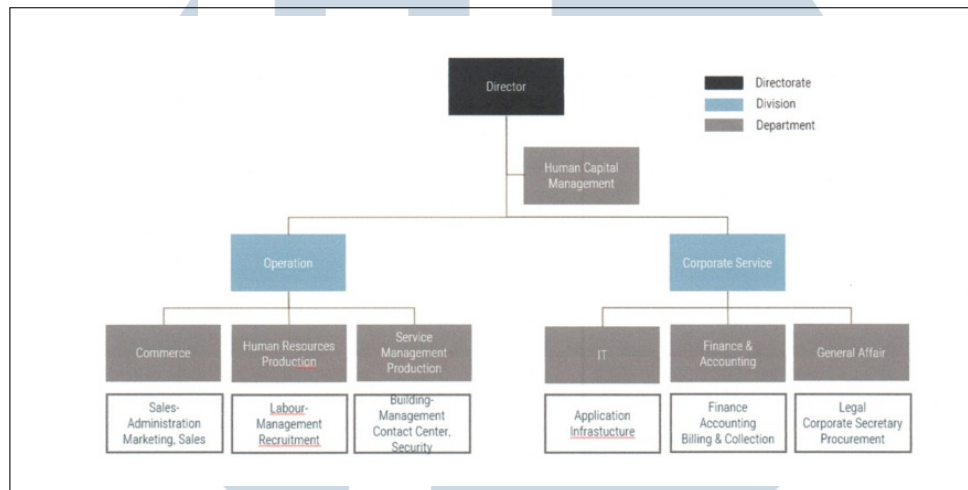 Director
Directorate
Division
Department
Human Capital
Management
Operation
Corporate Service
Commerce
Human Resources
Production
Service
Management
Production
IT
Finance &
Accounting
General Affair
Sales-
Administration
Marketing, Sales
Labour-
Management
Recruitment
Building-
Management
Contact Center,
Security
Application
Infrastucture
Finance
Accounting
Billing & Collection
Legal
Corporate Secretary
Procurement